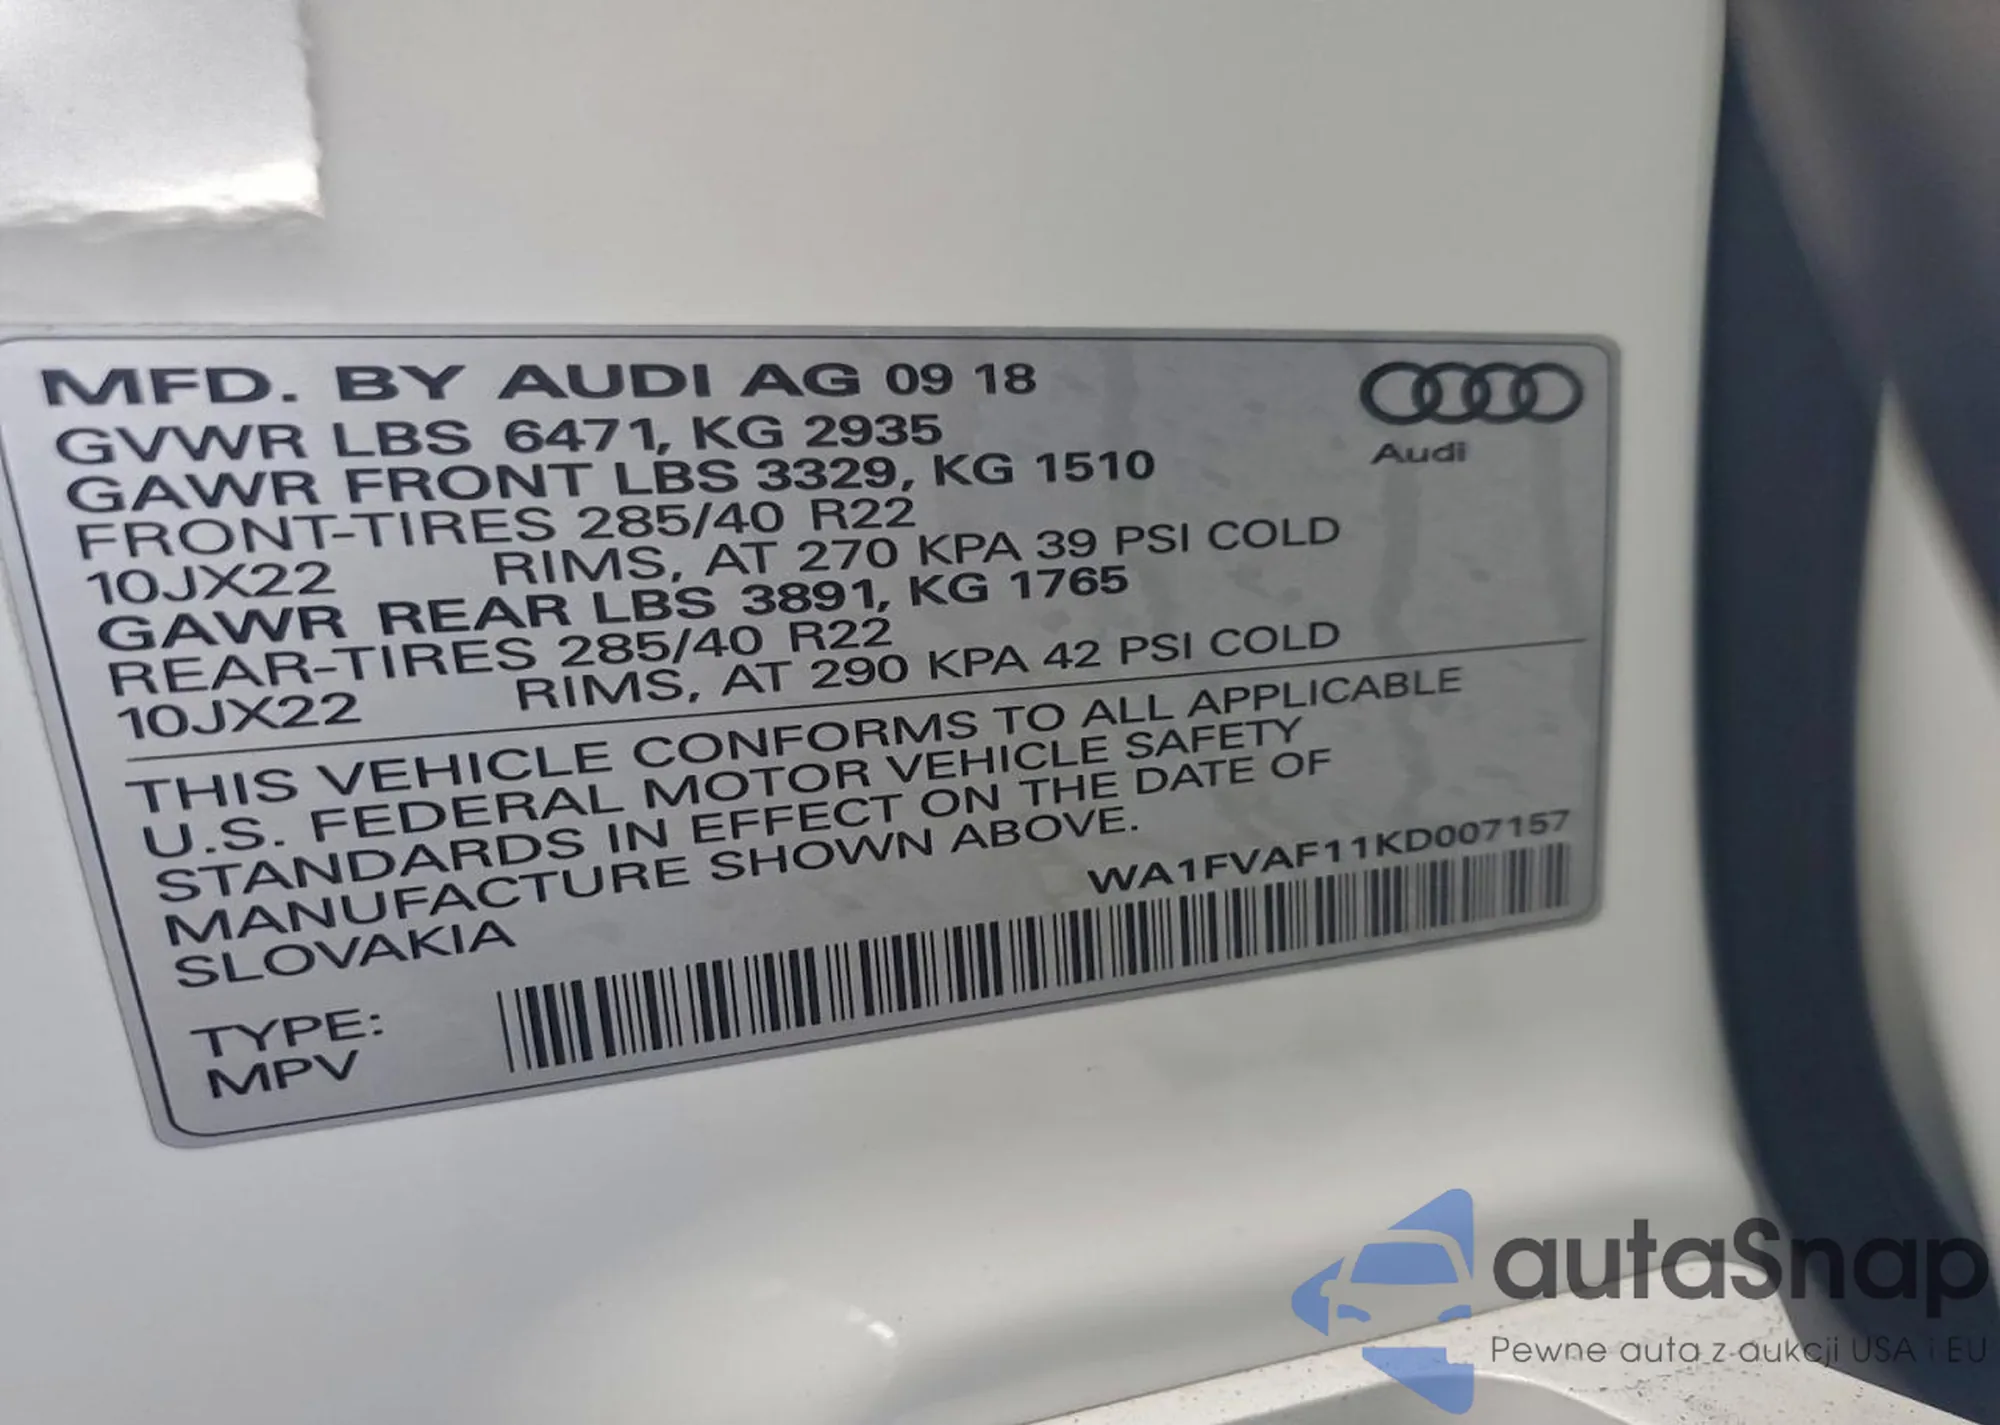 MFD. BY AUDI AG 09 18
GVWR LBS 6471, KG 2935
GAWR FRONT LBS 3329, KG 1510
FRONT-TIRES 285/40 R22
10JX22 RIMS, AT 270 KPA 39 PSI COLD
GAWR REAR LBS 3891, KG 1765
REAR-TIRES 285/40 R22
10JX22 RIMS, AT 290 KPA 42 PSI COLD
Audi
THIS VEHICLE CONFORMS TO ALL APPLICABLE
U.S. FEDERAL MOTOR VEHICLE SAFETY
STANDARDS IN EFFECT ON THE DATE OF
MANUFACTURE SHOWN ABOVE.
SLOVAKIA
WA1FVAF11KD007157
TYPE:
MPV
autaSnap
Pewne auta z aukcji USA i EU